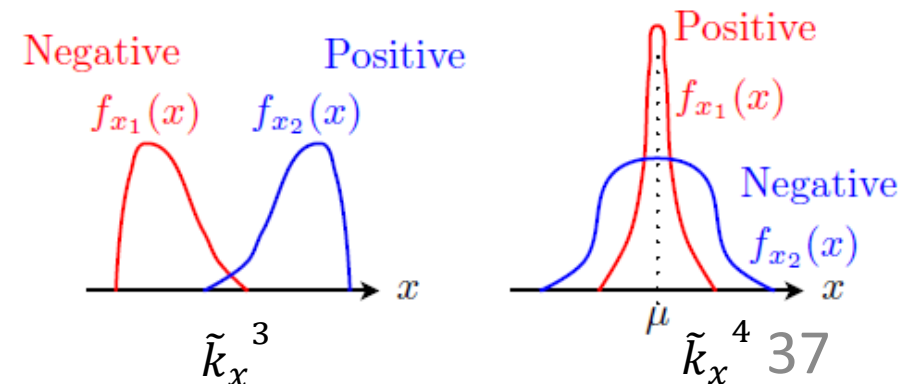 Negative
Positive
f_{x_1}(x)
f_{x_2}(x)
x
k̃_x^3
Positive
f_{x_1}(x)
Negative
f_{x_2}(x)
x
μ
k̃_x^4
37